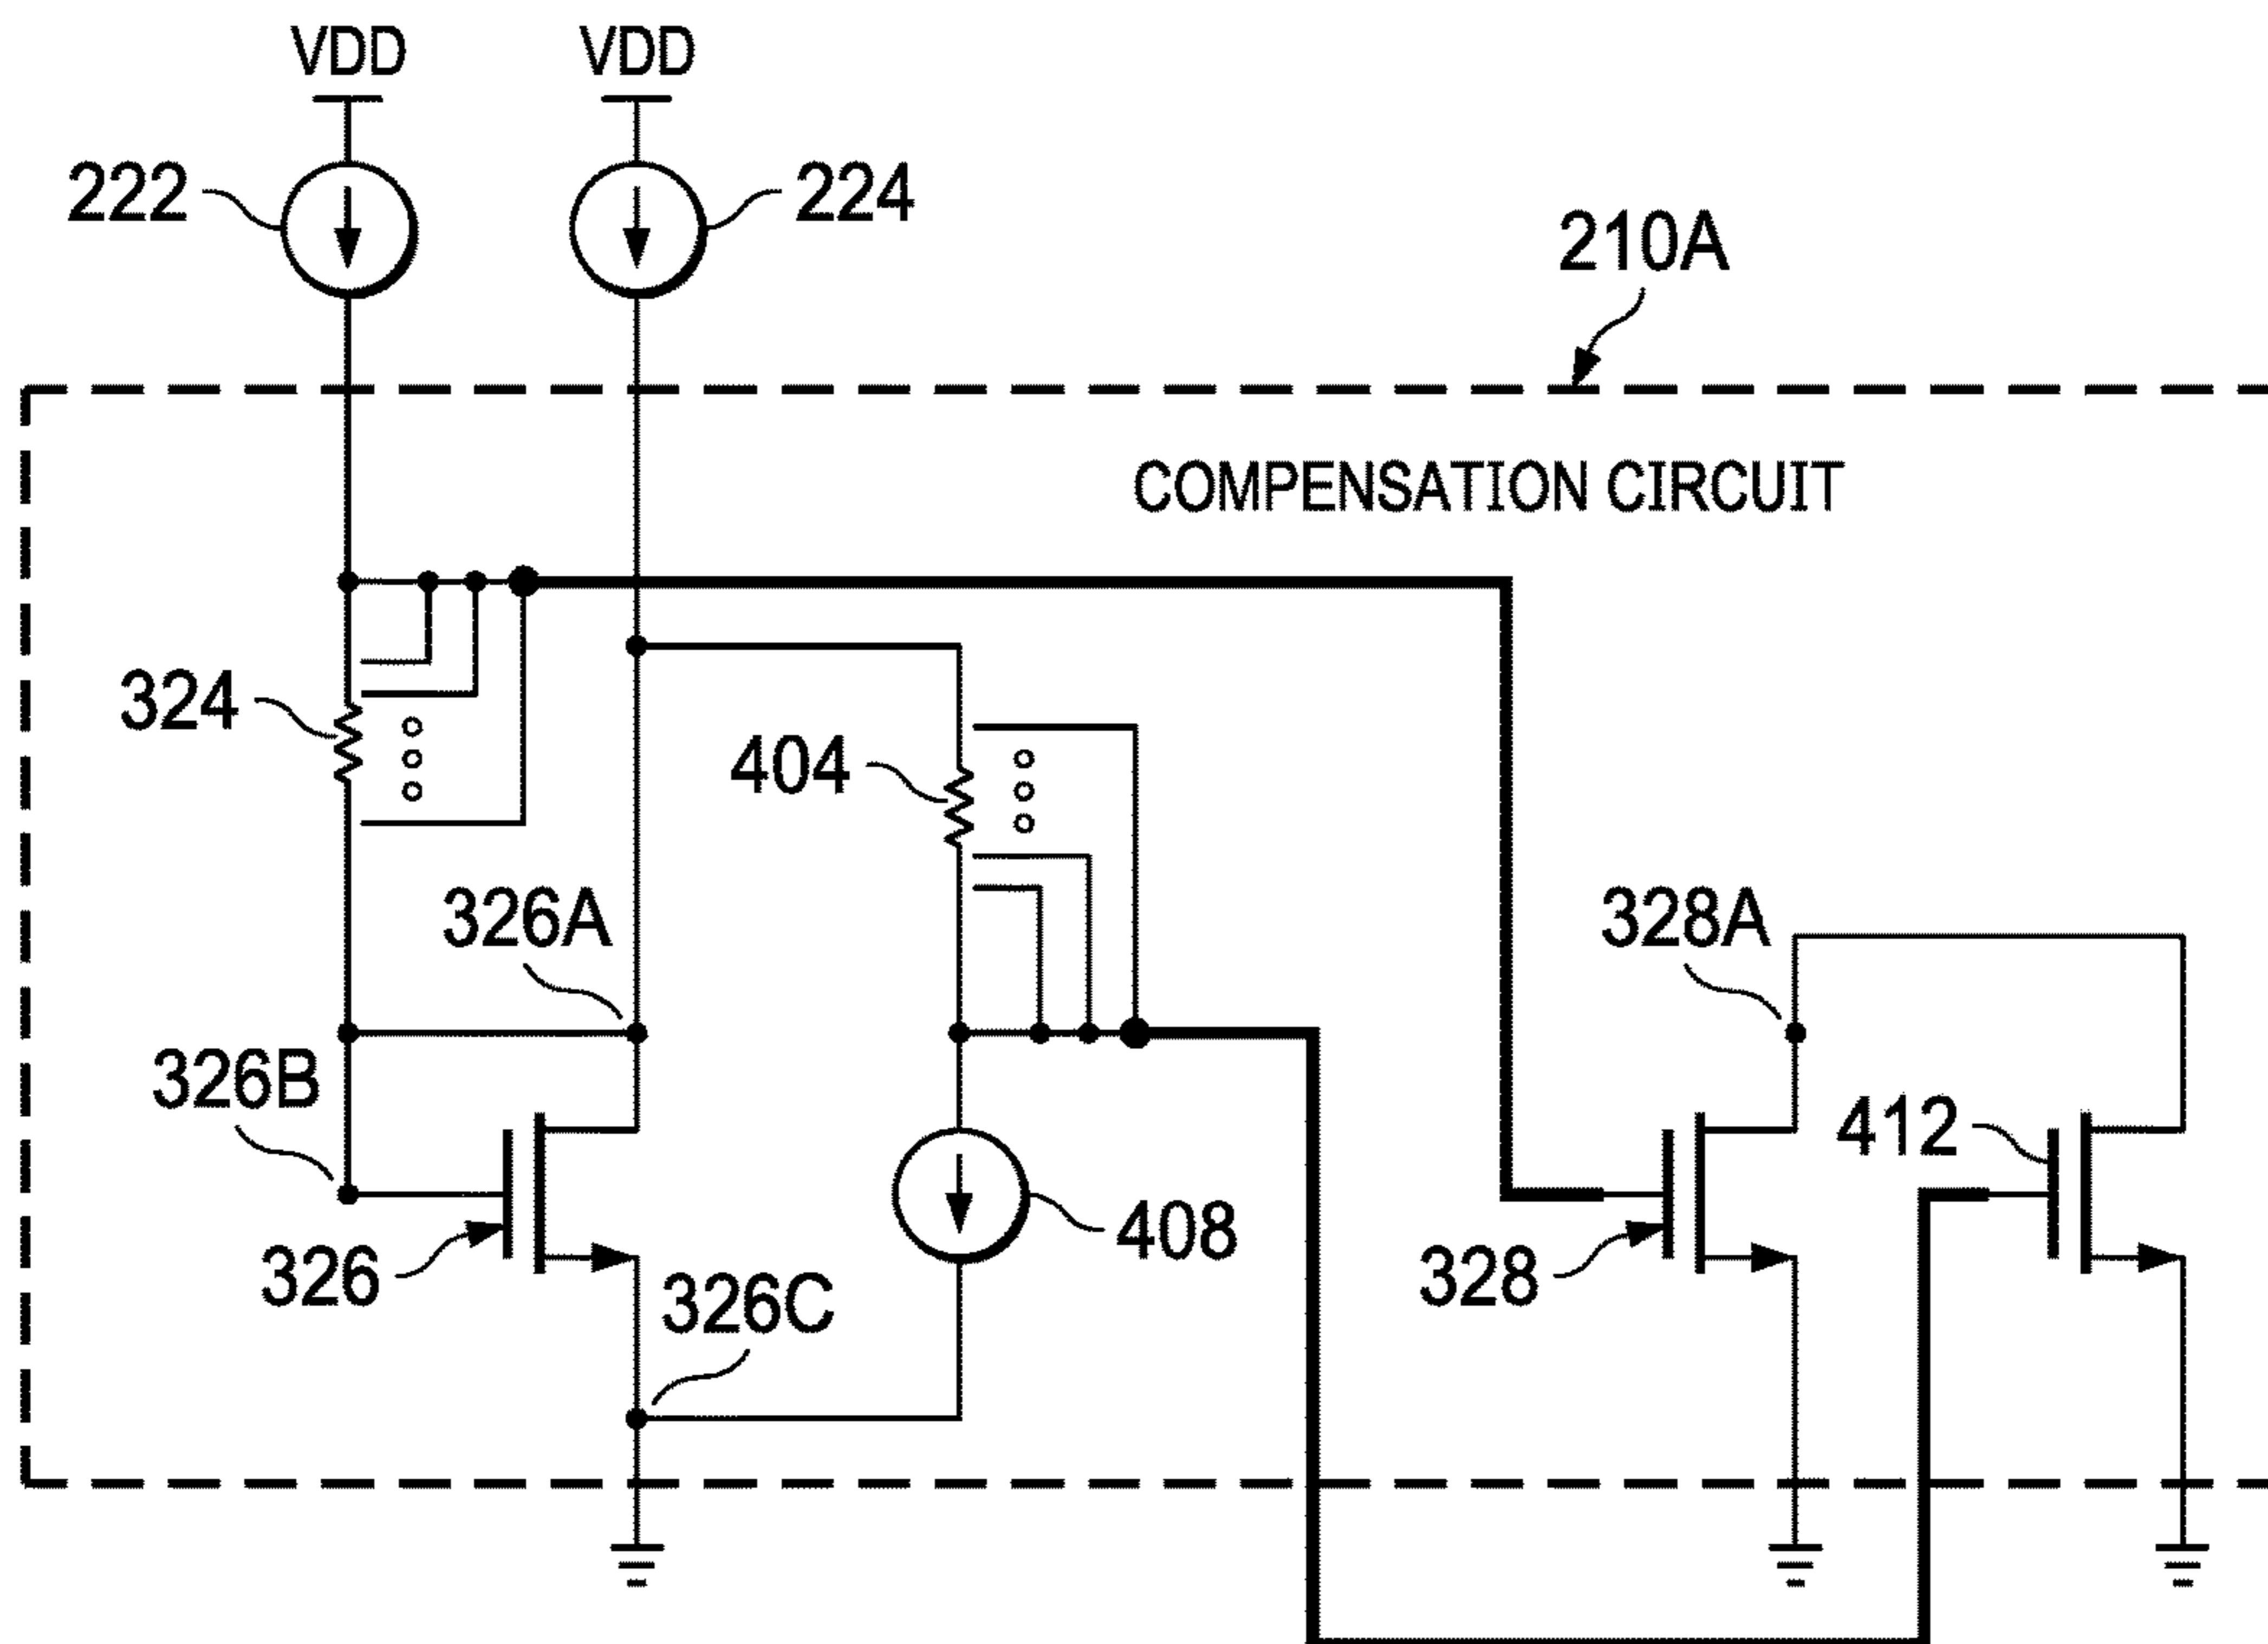 VDD VDD
222 224
210A
COMPENSATION CIRCUIT
324
404
326A 328A
326B
412
408
326 328
326C